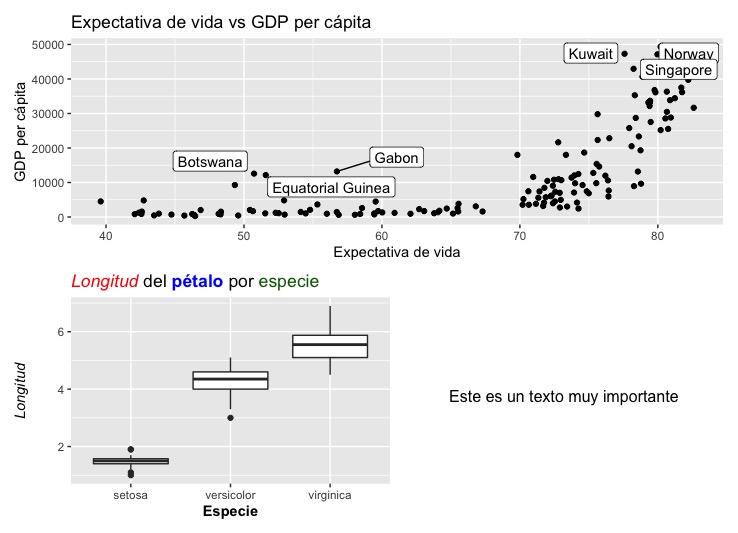 Expectativa de vida vs GDP per cápita
GDP per cápita
50000
40000
30000
20000
10000
0
Kuwait
Norway
Singapore
Botswana
Gabon
Equatorial Guinea
40
50
60
70
80
Expectativa de vida
Longitud del pétalo por especie
Longitud
6
4
2
setosa
versicolor
virginica
Especie
Este es un texto muy importante